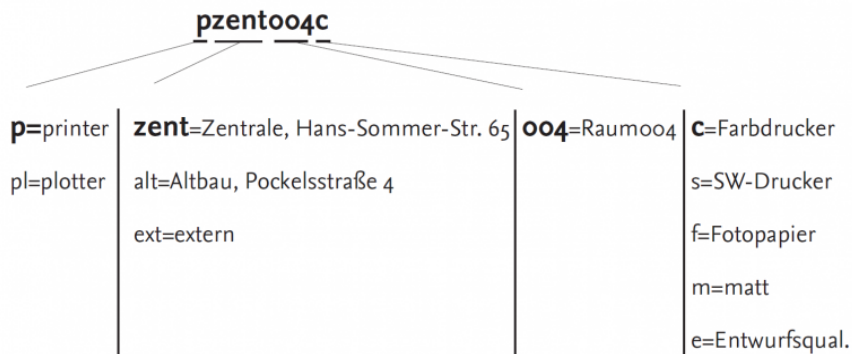 pzent004c
p=printer zent=Zentrale, Hans-Sommer-Str. 65 004=Raum004 c=Farbdrucker
pl=plotter alt=Altbau, Pockelsstraße 4 s=SW-Drucker
ext=extern f=Fotopapier
m=matt
e=Entwurfsqual.